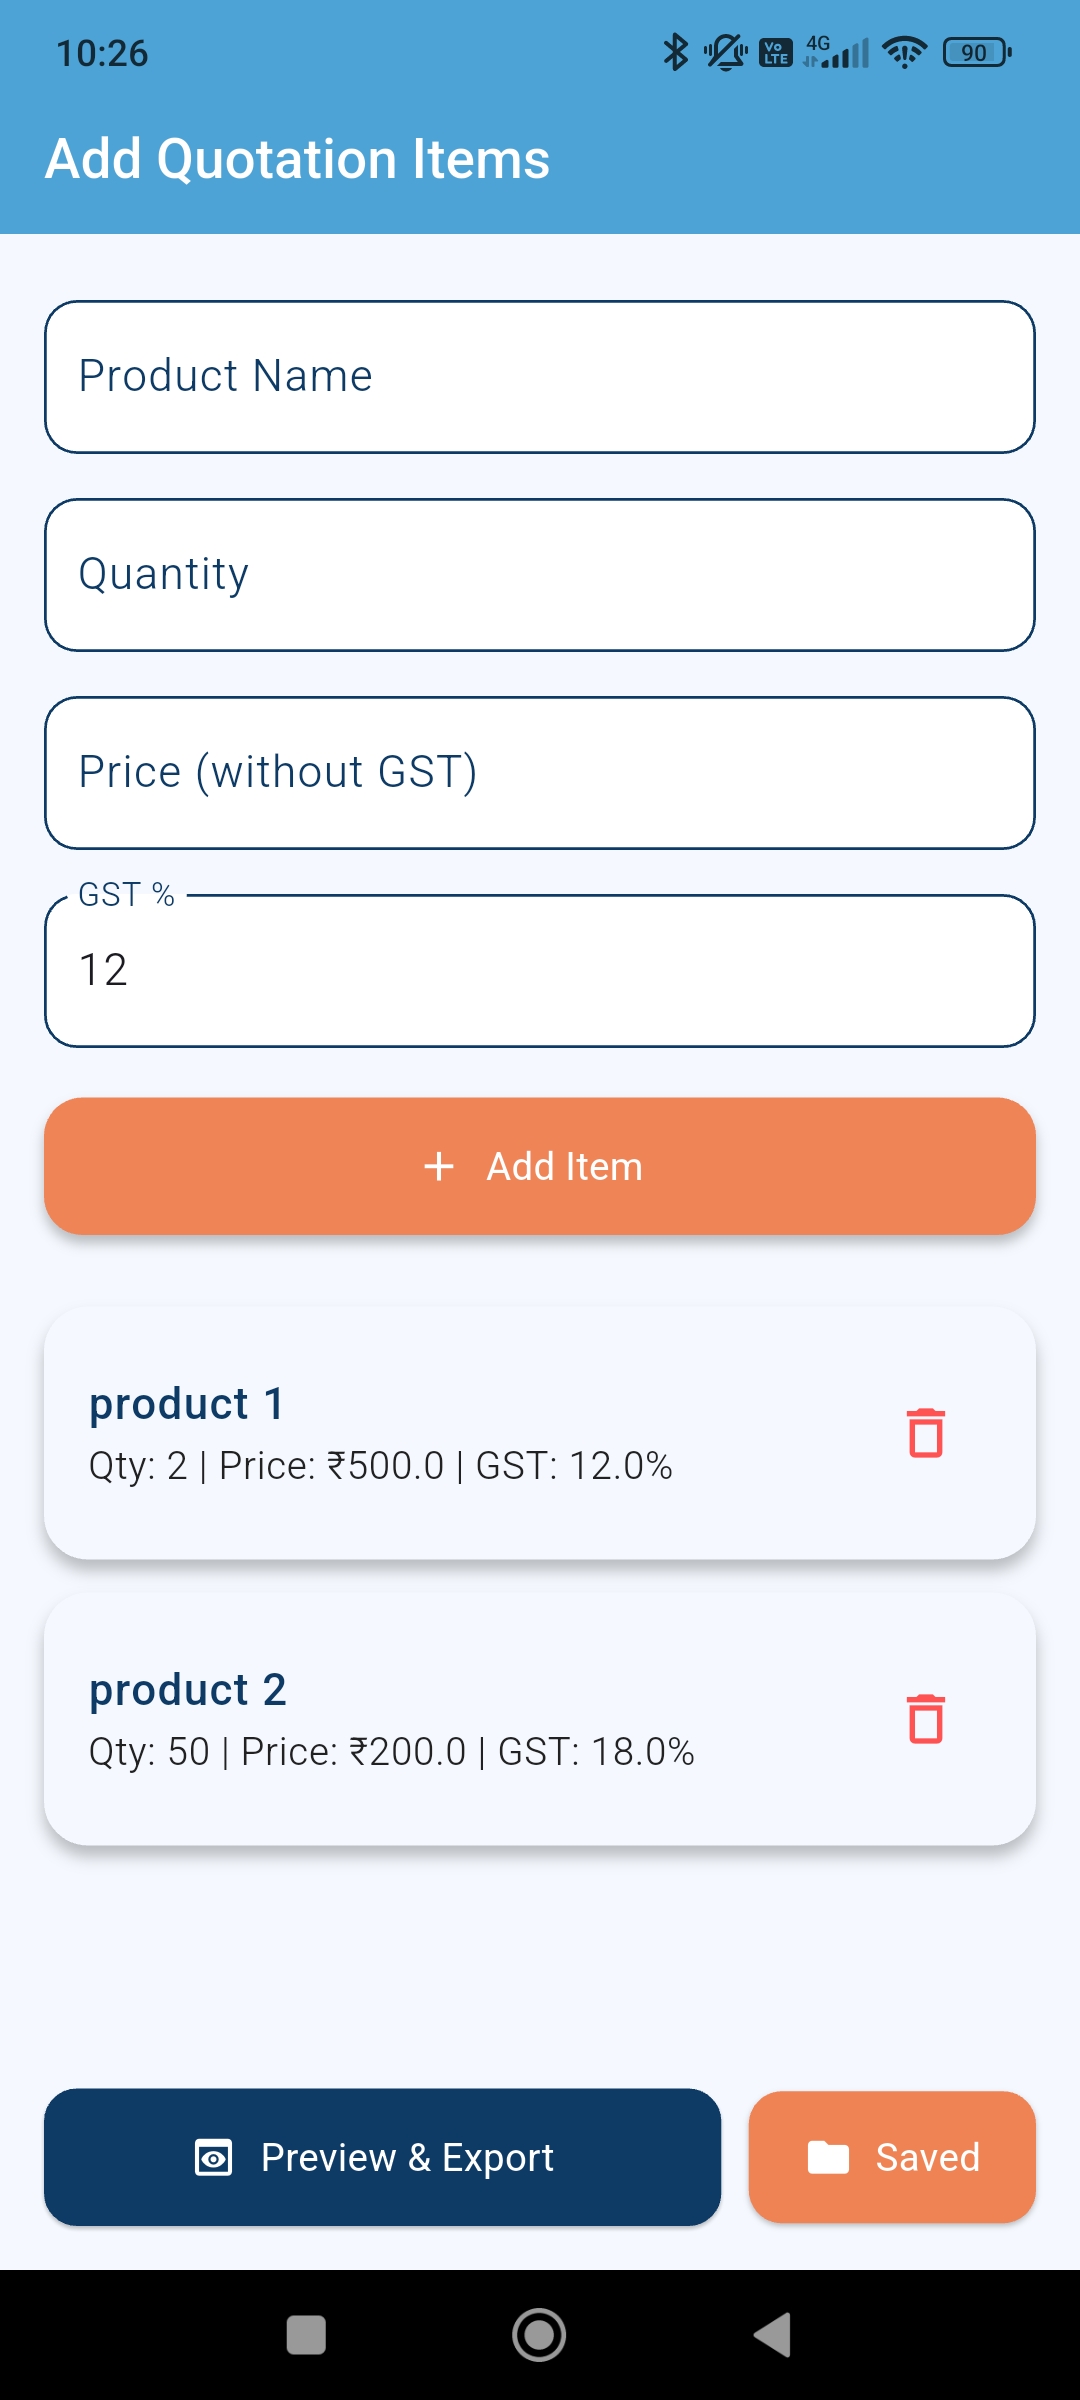 10:26
Vo LTE 4G 90
Add Quotation Items
Product Name
Quantity
Price (without GST)
GST %
12
+ Add Item
product 1
Qty: 2 | Price: ₹500.0 | GST: 12.0%
product 2
Qty: 50 | Price: ₹200.0 | GST: 18.0%
Preview & Export
Saved